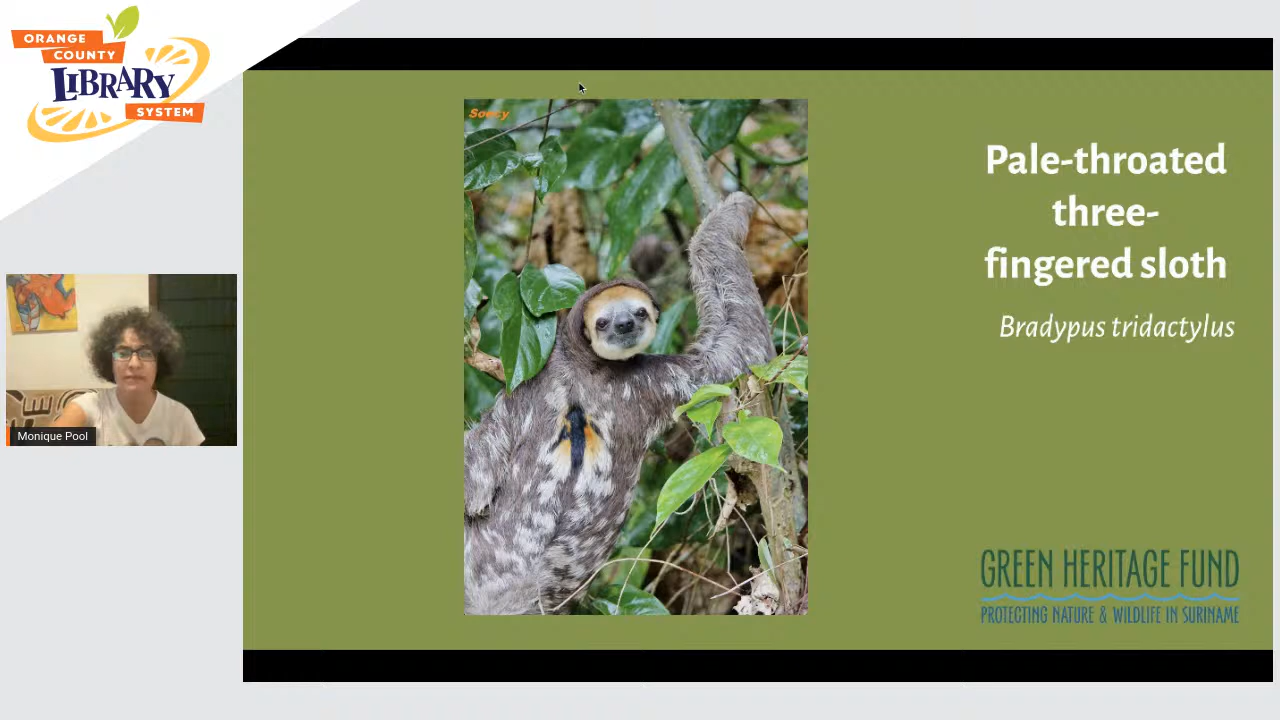 ORANGE
COUNTY
LIBRARY
SYSTEM
Soucy
Pale-throated
three-
fingered sloth
Bradypus tridactylus
Monique Pool
GREEN HERITAGE FUND
PROTECTING NATURE & WILDLIFE IN SURINAME